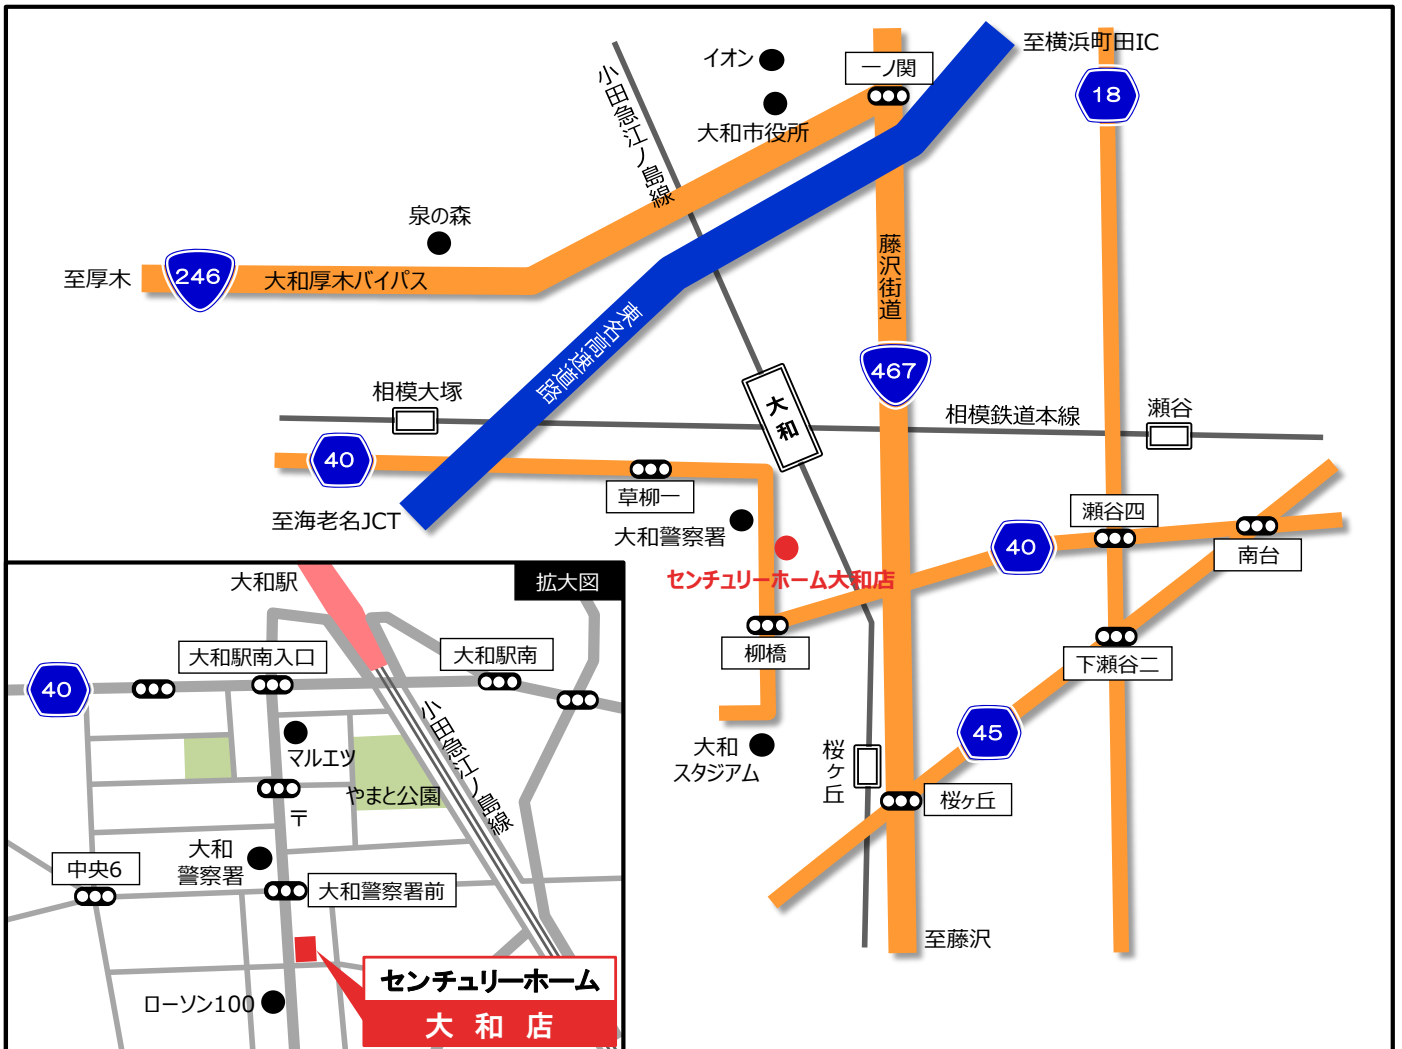 至横浜町田IC
イオン
一ノ関
18
小田急江ノ島線
大和市役所
泉の森
藤沢街道
至厚木
246
大和厚木バイパス
東名高速道路
467
相模大塚
大和
相模鉄道本線
瀬谷
40
草柳一
至海老名JCT
大和警察署
瀬谷四
40
南台
センチュリーホーム大和店
柳橋
下瀬谷二
45
大和
スタジアム
桜ヶ丘
桜ヶ丘
至藤沢
拡大図
大和駅
大和駅南入口
大和駅南
40
小田急江ノ島線
マルエツ
やまと公園
〒
大和
警察署
中央6
大和警察署前
センチュリーホーム
大和店
ローソン100